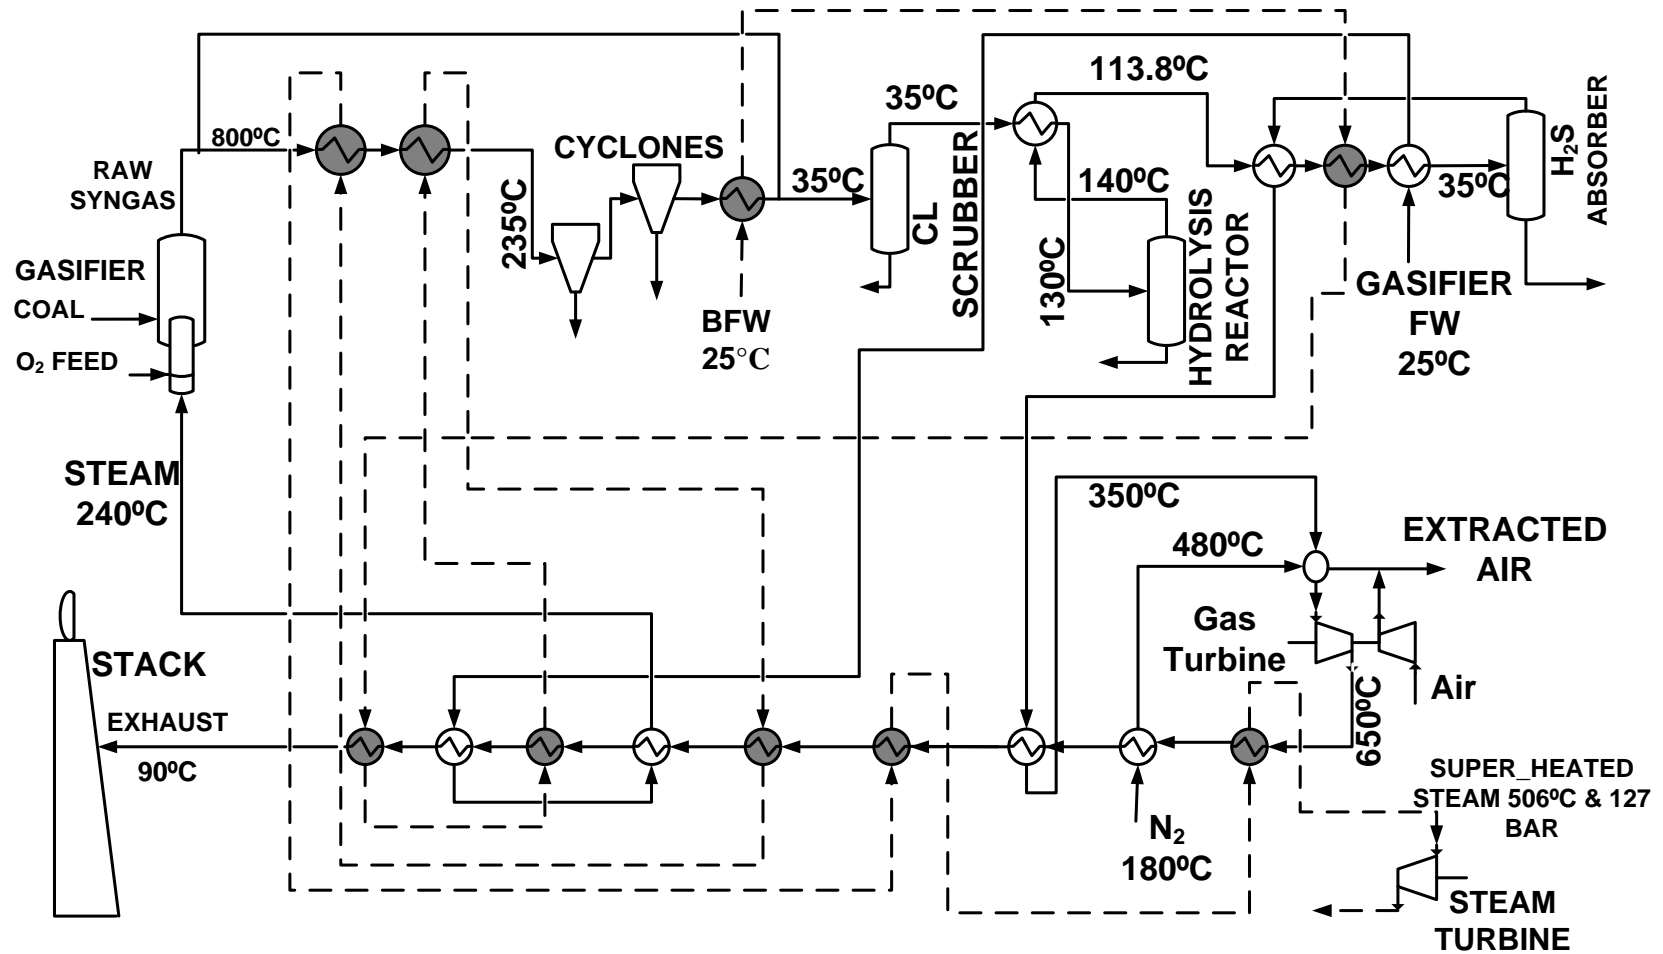 113.8ºC
35ºC
800ºC
CYCLONES
RAW
SYNGAS
35ºC
140ºC
35ºC
H₂S
ABSORBER
235ºC
CL
SCRUBBER
130ºC
HYDROLYSIS
REACTOR
GASIFIER
COAL
O₂ FEED
BFW
25°C
GASIFIER
FW
25ºC
STEAM
240ºC
350ºC
480ºC
EXTRACTED
AIR
Gas
Turbine
Air
650ºC
STACK
EXHAUST
90ºC
N₂
180ºC
SUPER_HEATED
STEAM 506ºC & 127
BAR
STEAM
TURBINE